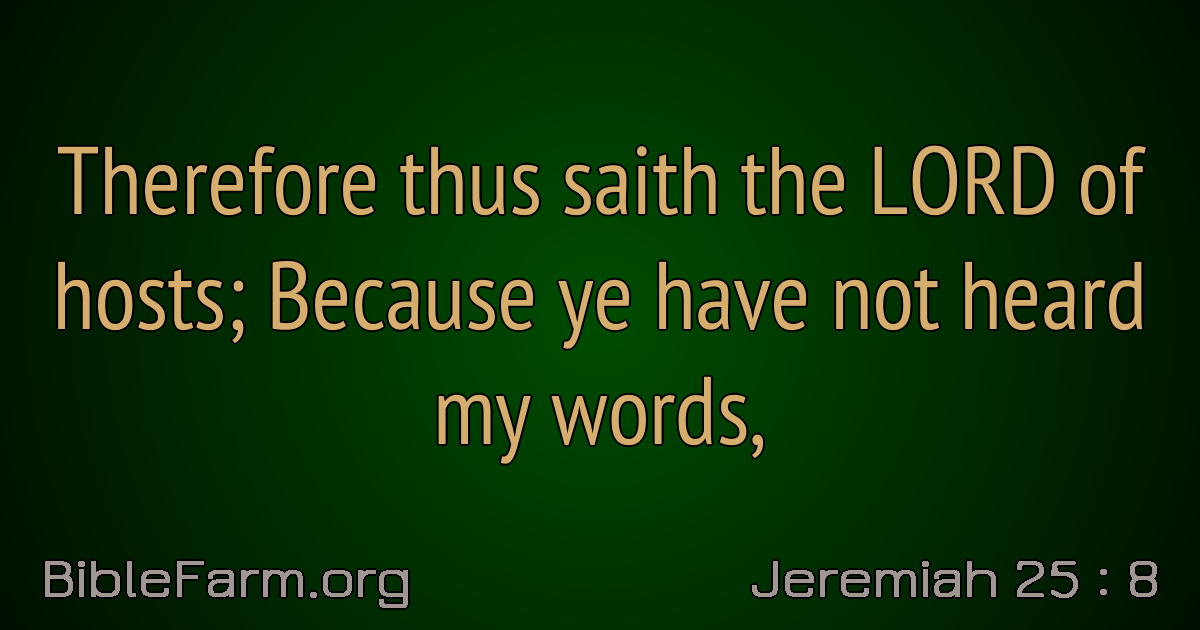 Therefore thus saith the LORD of
hosts; Because ye have not heard
my words,
BibleFarm.org
Jeremiah 25 : 8